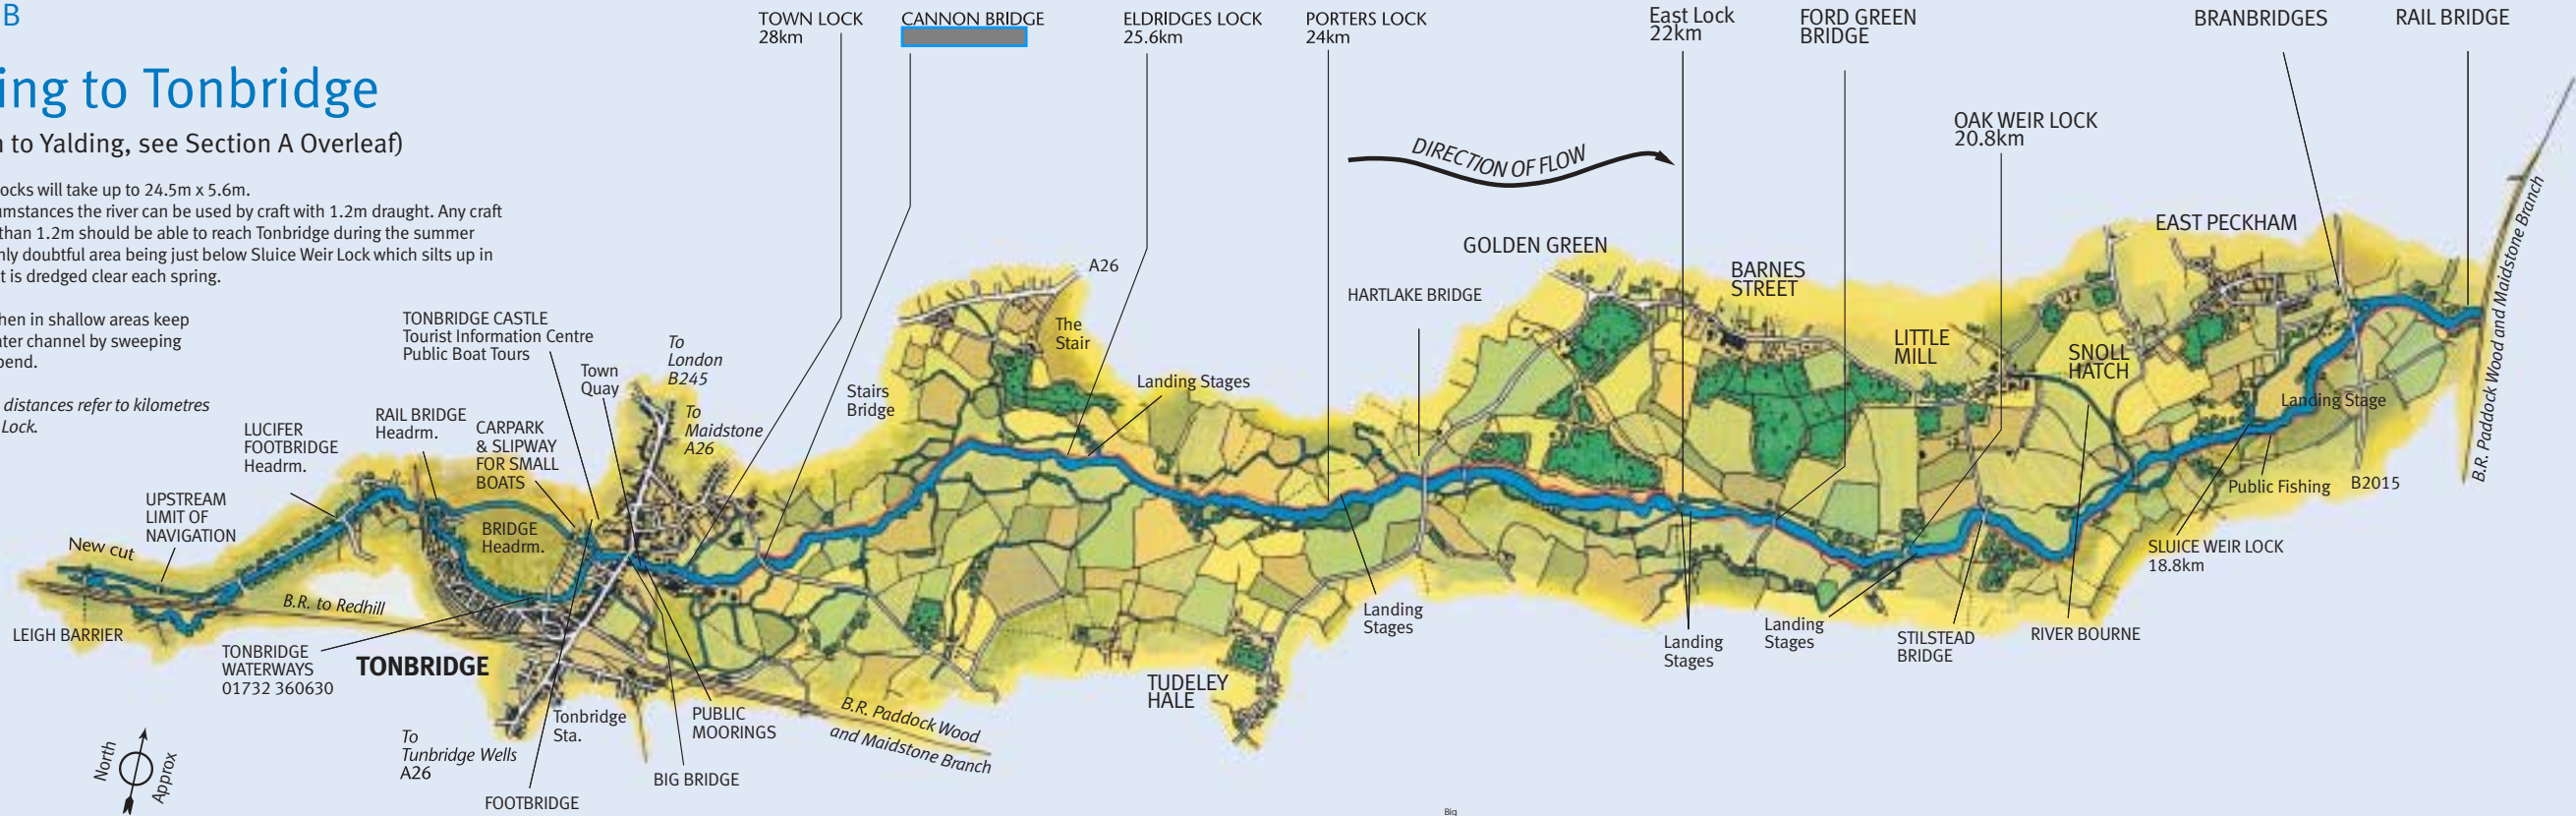 B
ing to Tonbridge
n to Yalding, see Section A Overleaf)
ocks will take up to 24.5m x 5.6m.
umstances the river can be used by craft with 1.2m draught. Any craft
than 1.2m should be able to reach Tonbridge during the summer
nly doubtful area being just below Sluice Weir Lock which silts up in
t is dredged clear each spring.
hen in shallow areas keep
ater channel by sweeping
bend.
distances refer to kilometres
Lock.
TOWN LOCK
28km
CANNON BRIDGE
ELDRIDGES LOCK
25.6km
PORTERS LOCK
24km
East Lock
22km
FORD GREEN
BRIDGE
BRANBRIDGES
RAIL BRIDGE
OAK WEIR LOCK
20.8km
DIRECTION OF FLOW
EAST PECKHAM
GOLDEN GREEN
BARNES
STREET
HARTLAKE BRIDGE
LITTLE
MILL
SNOLL
HATCH
B.R. Paddock Wood and Maidstone Branch
A26
The
Stair
Landing Stages
Stairs
Bridge
TONBRIDGE CASTLE
Tourist Information Centre
Public Boat Tours
Town
Quay
To
London
B245
To
Maidstone
A26
RAIL BRIDGE
Headrm.
CARPARK
& SLIPWAY
FOR SMALL
BOATS
LUCIFER
FOOTBRIDGE
Headrm.
UPSTREAM
LIMIT OF
NAVIGATION
New cut
BRIDGE
Headrm.
B.R. to Redhill
LEIGH BARRIER
TONBRIDGE
WATERWAYS
01732 360630
TONBRIDGE
To
Tunbridge Wells
A26
Tonbridge
Sta.
FOOTBRIDGE
BIG BRIDGE
PUBLIC
MOORINGS
B.R. Paddock Wood
and Maidstone Branch
TUDELEY
HALE
Landing
Stages
Landing
Stages
Landing
Stages
STILSTEAD
BRIDGE
RIVER BOURNE
SLUICE WEIR LOCK
18.8km
Public Fishing
B2015
Landing Stage
North
Approx
Big